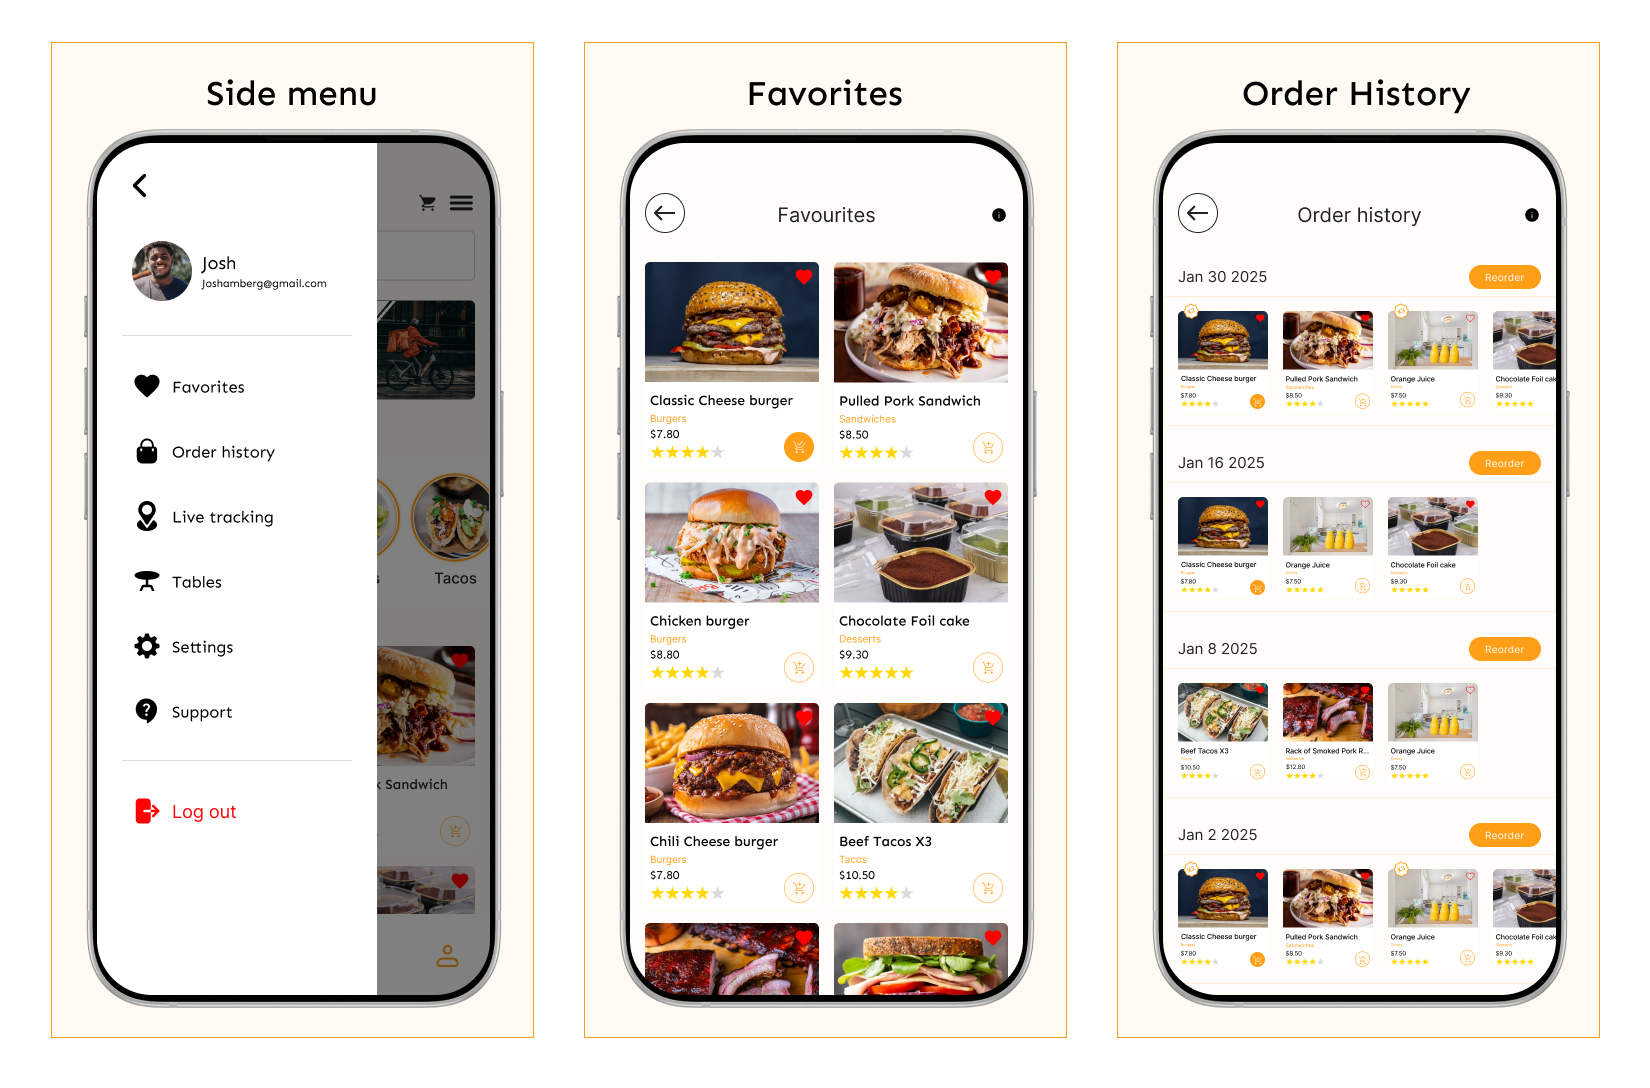 Side menu
Josh
Joshamberg@gmail.com
Favorites
Order history
Live tracking
Tables
Settings
Support
Log out
s
Tacos
k Sandwich
Favorites
Favourites
Classic Cheese burger
Burgers
$7.80
Pulled Pork Sandwich
Sandwiches
$8.50
Chicken burger
Burgers
$8.80
Chocolate Foil cake
Desserts
$9.30
Chili Cheese burger
Burgers
$7.80
Beef Tacos X3
Tacos
$10.50
Order History
Order history
Jan 30 2025
Reorder
Classic Cheese burger
Burgers
$7.80
Pulled Pork Sandwich
Sandwiches
$8.50
Orange Juice
$7.50
Chocolate Foil cak
Desserts
$9.30
Jan 16 2025
Reorder
Classic Cheese burger
Burgers
$7.80
Orange Juice
$7.50
Chocolate Foil cake
Desserts
$9.30
Jan 8 2025
Reorder
Beef Tacos X3
Tacos
$10.50
Rack of Smoked Pork R...
$12.80
Orange Juice
$7.50
Jan 2 2025
Reorder
Classic Cheese burger
Burgers
$7.80
Pulled Pork Sandwich
Sandwiches
$8.50
Orange Juice
$7.50
Chocolate Foil cak
Desserts
$9.30